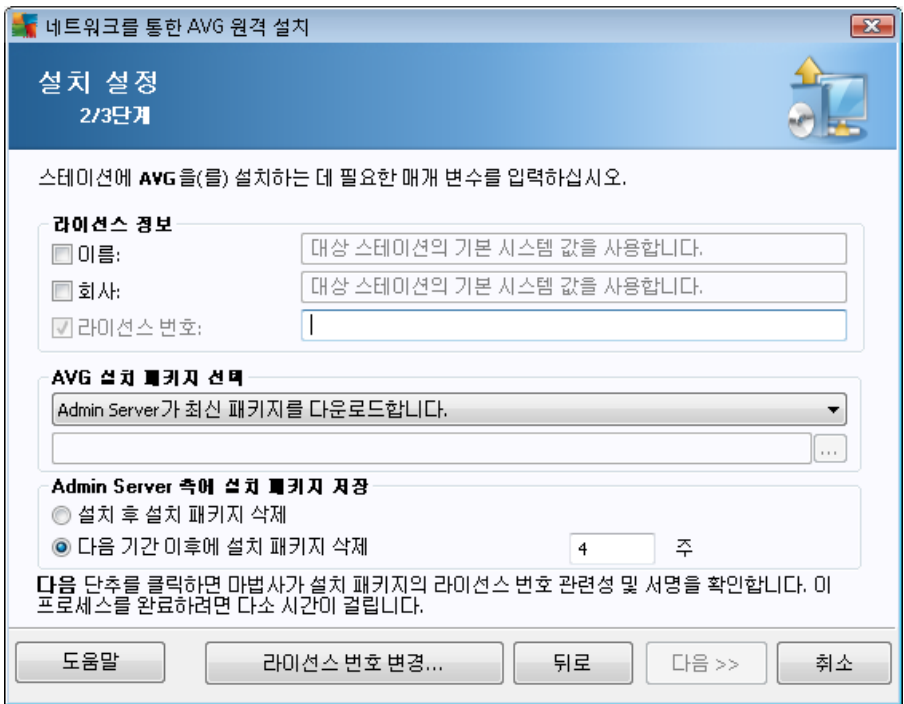 네트워크를 통한 AVG 원격 설치
설치 설정
2/3단계
스테이션에 AVG을(를) 설치하는 데 필요한 매개 변수를 입력하십시오.
라이선스 정보
이름: 대상 스테이션의 기본 시스템 값을 사용합니다.
회사: 대상 스테이션의 기본 시스템 값을 사용합니다.
라이선스 번호:
AVG 설치 패키지 선택
Admin Server가 최신 패키지를 다운로드합니다.
...
Admin Server 측에 설치 패키지 저장
설치 후 설치 패키지 삭제
다음 기간 이후에 설치 패키지 삭제 4 주
다음 단추를 클릭하면 마법사가 설치 패키지의 라이선스 번호 관련성 및 서명을 확인합니다. 이
프로세스를 완료하려면 다소 시간이 걸립니다.
도움말 라이선스 번호 변경... 뒤로 다음 >> 취소